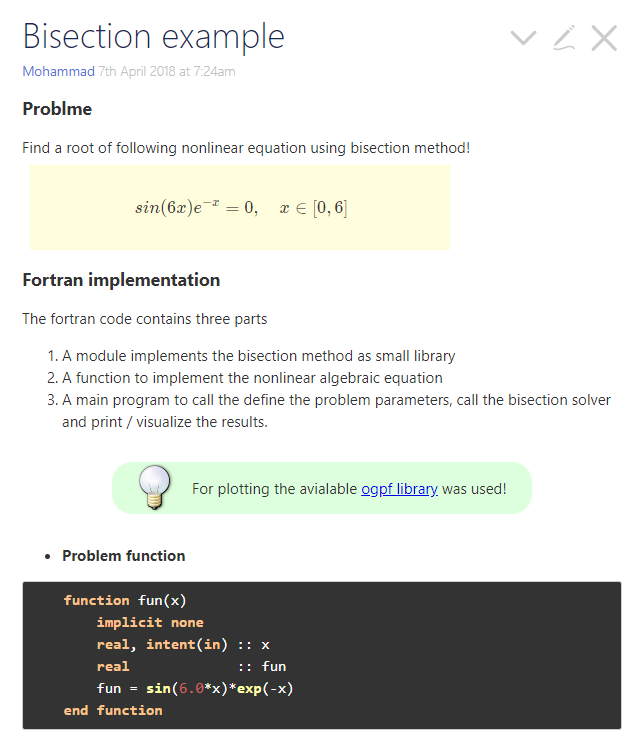 Bisection example
Mohammad 7th April 2018 at 7:24am
Problme
Find a root of following nonlinear equation using bisection method!
sin(6x)e^{-x} = 0, x ∈ [0, 6]
Fortran implementation
The fortran code contains three parts
1. A module implements the bisection method as small library
2. A function to implement the nonlinear algebraic equation
3. A main program to call the define the problem parameters, call the bisection solver
and print / visualize the results.
For plotting the avialable ogpf library was used!
• Problem function
function fun(x)
    implicit none
    real, intent(in) :: x
    real             :: fun
    fun = sin(6.0*x)*exp(-x)
end function